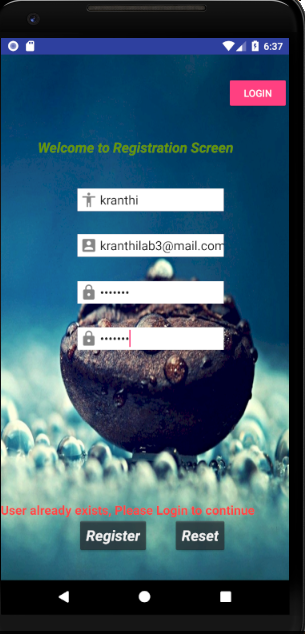 6:37
LOGIN
Welcome to Registration Screen
kranthi
kranthilab3@mail.com
•••••••
•••••••
User already exists. Please Login to continue
Register Reset